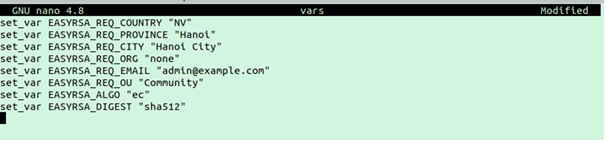 GNU nano 4.8 vars Modified
set_var EASYRSA_REQ_COUNTRY "NV"
set_var EASYRSA_REQ_PROVINCE "Hanoi"
set_var EASYRSA_REQ_CITY "Hanoi City"
set_var EASYRSA_REQ_ORG "none"
set_var EASYRSA_REQ_EMAIL "admin@example.com"
set_var EASYRSA_REQ_OU "Community"
set_var EASYRSA_ALGO "ec"
set_var EASYRSA_DIGEST "sha512"